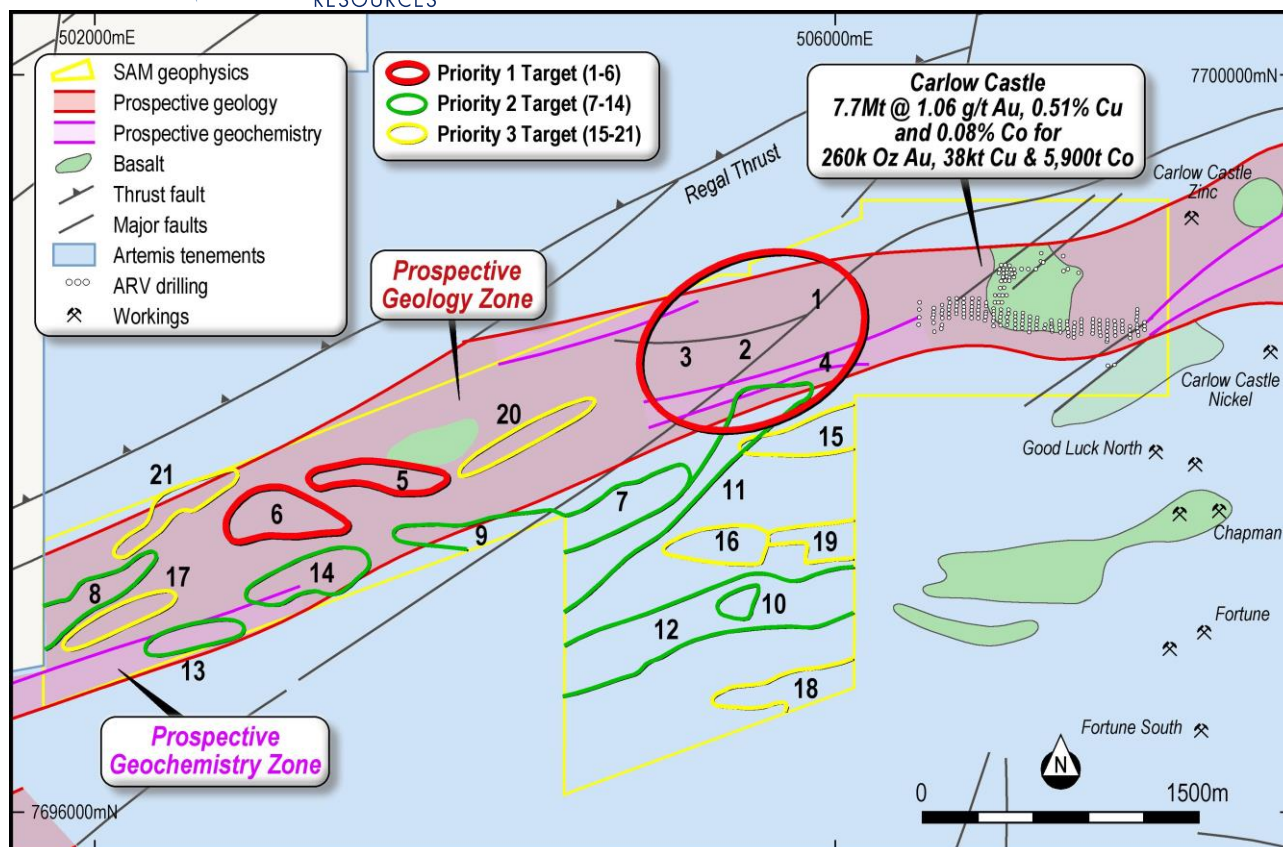 RESOURCES
502000mE
506000mE
7700000mN
SAM geophysics
Prospective geology
Prospective geochemistry
Basalt
Thrust fault
Major faults
Artemis tenements
ARV drilling
Workings
Priority 1 Target (1-6)
Priority 2 Target (7-14)
Priority 3 Target (15-21)
Carlow Castle
7.7Mt @ 1.06 g/t Au, 0.51% Cu
and 0.08% Co for
260k Oz Au, 38kt Cu & 5,900t Co
Regal Thrust
Carlow Castle
Zinc
Prospective
Geology Zone
1
3
2
4
Carlow Castle
Nickel
20
15
Good Luck North
21
5
7
11
6
9
16
19
Chapman
8
17
14
10
12
Fortune
13
18
Prospective
Geochemistry Zone
Fortune South
N
7696000mN
0
1500m